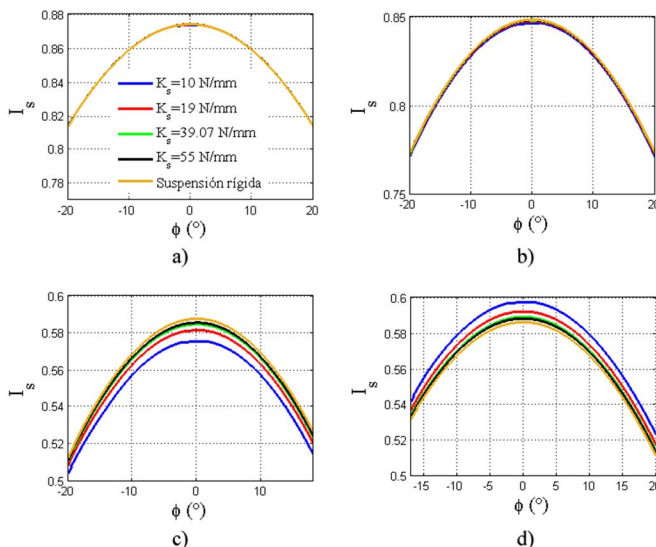 0.88
0.86
0.84
0.82
0.8
0.78
I_s
K_s=10 N/mm
K_s=19 N/mm
K_s=39.07 N/mm
K_s=55 N/mm
Suspensión rígida
-20 -10 0 10 20
ϕ (°)
a)
0.85
0.8
0.75
I_s
-20 -10 0 10 20
ϕ (°)
b)
0.6
0.58
0.56
0.54
0.52
0.5
I_s
-20 -10 0 10
ϕ (°)
c)
0.6
0.58
0.56
0.54
0.52
0.5
I_s
-15 -10 -5 0 5 10 15 20
ϕ (°)
d)